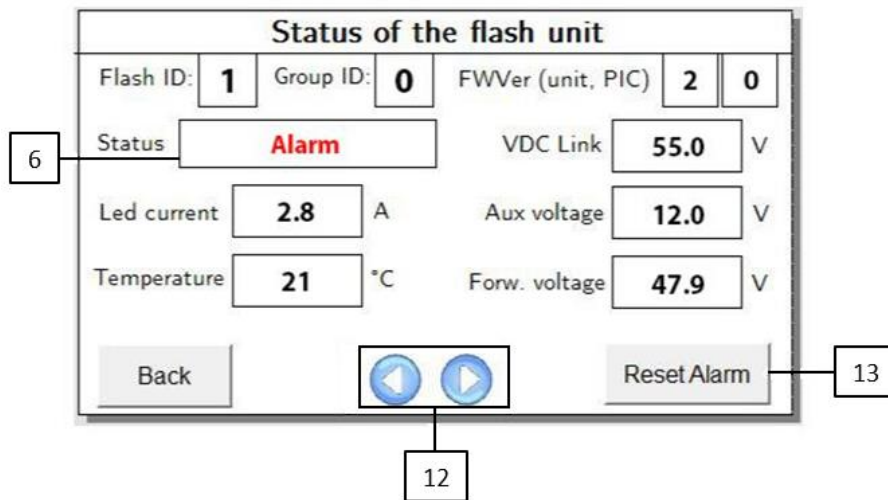 Status of the flash unit
Flash ID: 1 Group ID: 0 FWVer (unit, PIC) 2 0
6 Status Alarm VDC Link 55.0 V
Led current 2.8 A Aux voltage 12.0 V
Temperature 21 °C Forw. voltage 47.9 V
Back Reset Alarm 13
12